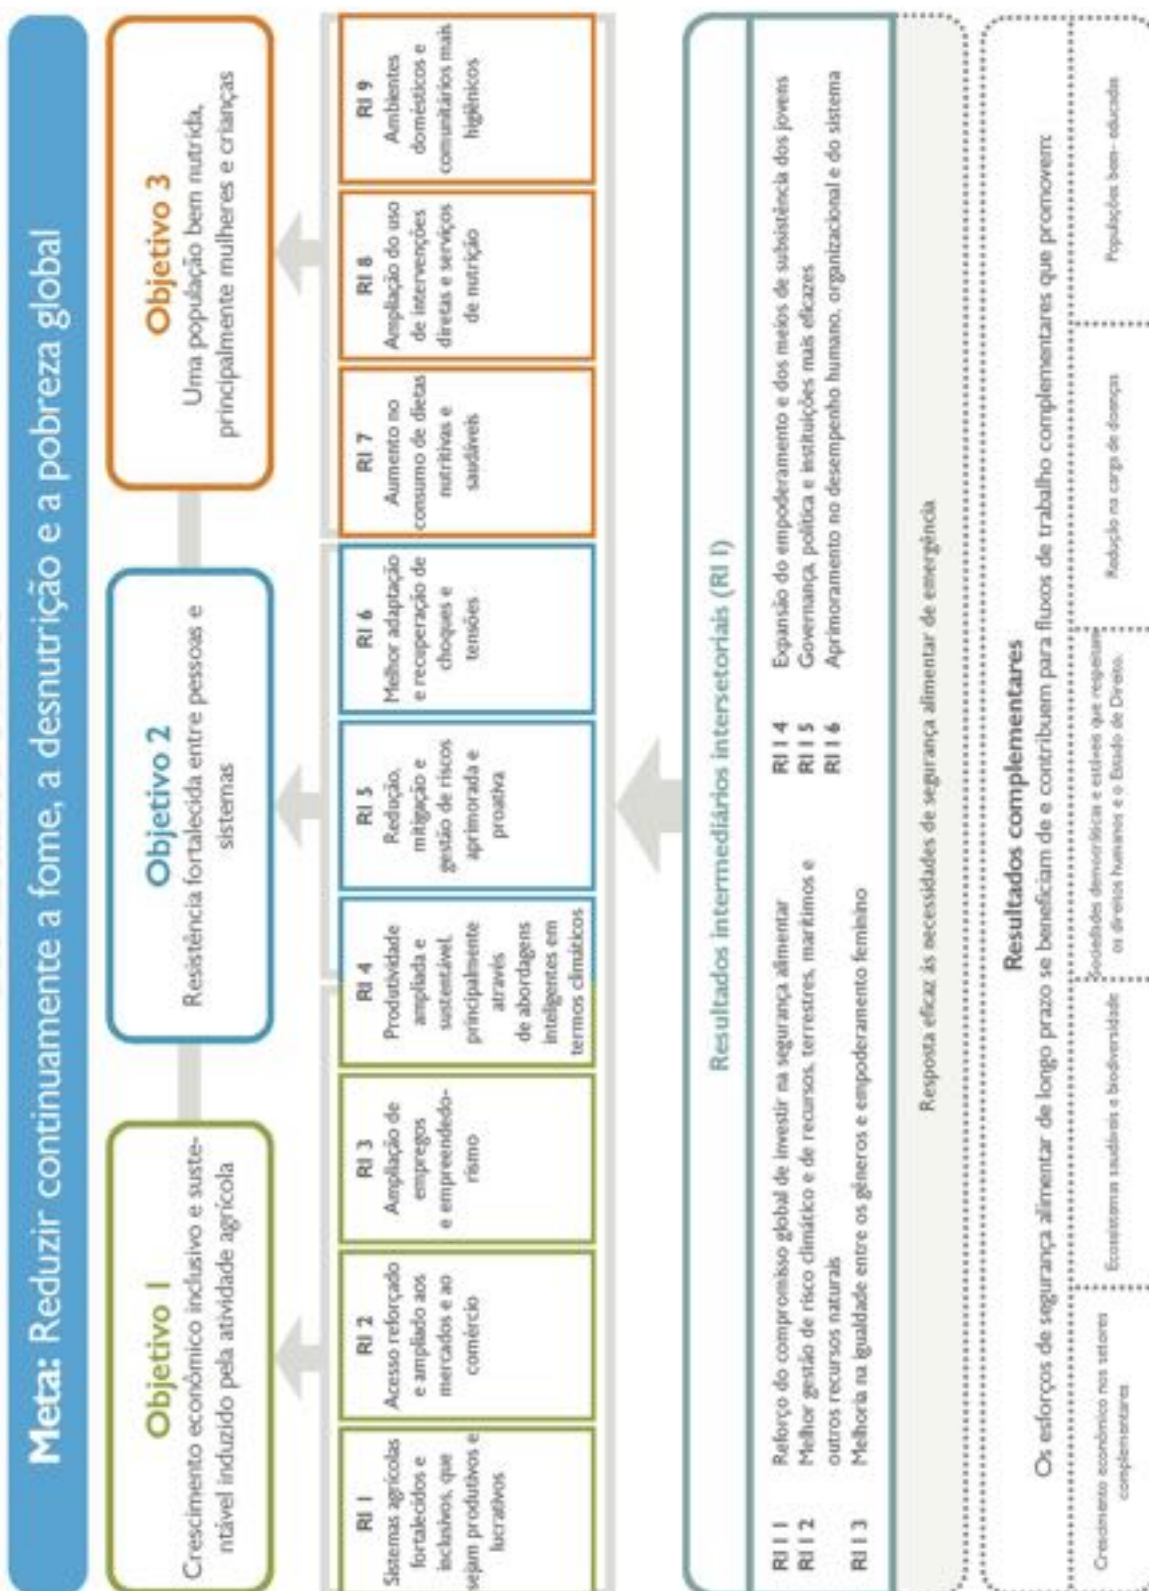 Meta: Reduzir continuamente a fome, a desnutrição e a pobreza global
Objetivo 1
Crescimento econômico inclusivo e suste-
ntável induzido pela atividade agrícola
Objetivo 2
Resistência fortalecida entre pessoas e
sistemas
Objetivo 3
Uma população bem nutrida,
principalmente mulheres e crianças
RI 1
Sistemas agrícolas
fortalecidos e
inclusivos, que
sejam produtivos e
lucrativos
RI 2
Acesso reforçado
e ampliado aos
mercados e ao
comércio
RI 3
Ampliação de
empregos
e empreendedo-
rismo
RI 4
Produtividade
ampliada e
sustentável,
principalmente
através
de abordagens
inteligentes em
termos climáticos
RI 5
Redução,
mitigação e
gestão de riscos
aprimorada e
proativa
RI 6
Melhor adaptação
e recuperação de
choques e
tensões
RI 7
Aumento no
consumo de dietas
nutritivas e
saudáveis
RI 8
Ampliação do uso
de intervenções
diretas e serviços
de nutrição
RI 9
Ambientes
domésticos e
comunitários mais
higiênicos
Resultados intermediários intersetoriais (RI I)
RI I 1 Reforço do compromisso global de investir na segurança alimentar
RI I 2 Melhor gestão de risco climático e de recursos, terrestres, marítimos e
outros recursos naturais
RI I 3 Melhoria na igualdade entre os gêneros e empoderamento feminino
RI I 4 Expansão do empoderamento e dos meios de subsistência dos jovens
RI I 5 Governança, política e instituições mais eficazes
RI I 6 Aprimoramento no desempenho humano, organizacional e do sistema
Resposta eficaz às necessidades de segurança alimentar de emergência
Resultados complementares
Os esforços de segurança alimentar de longo prazo se beneficiam de e contribuem para fluxos de trabalho complementares que promovem:
Crescimento econômico nos setores
complementares
Ecossistemas saudáveis e biodiversidade
Sociedades democráticas e estáveis que respeitam
os direitos humanos e o Estado de Direito.
Redução na carga de doenças
Populações bem- educadas